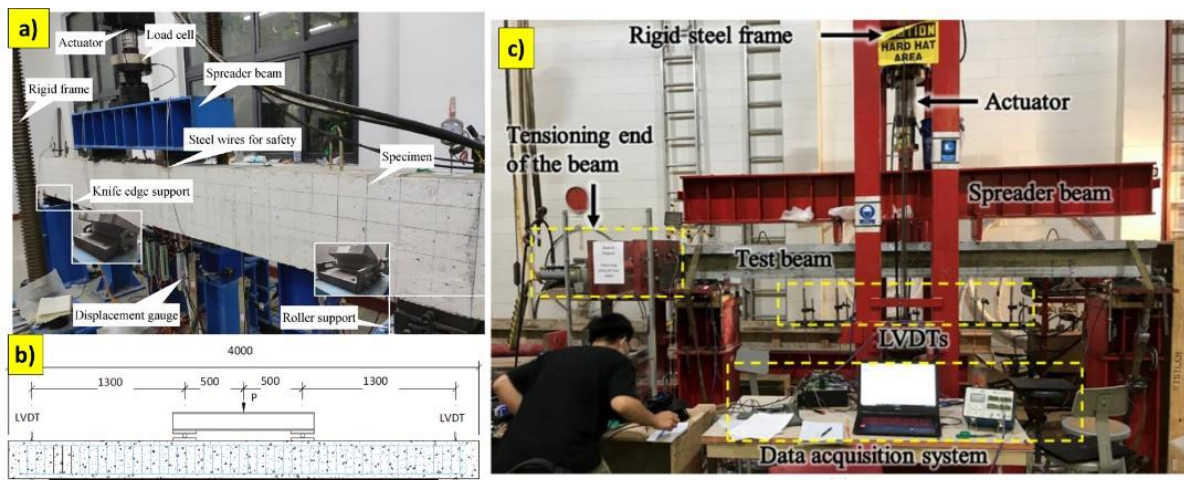 a)
Actuator
Load cell
Spreader beam
Rigid frame
Steel wires for safety
Specimen
Knife edge support
Displacement gauge
Roller support
b)
4000
1300
500
500
1300
P
LVDT
LVDT
c)
Rigid-steel frame
HARD HAT
AREA
Actuator
Tensioning end
of the beam
Spreader beam
Test beam
LVDTs
Data acquisition system